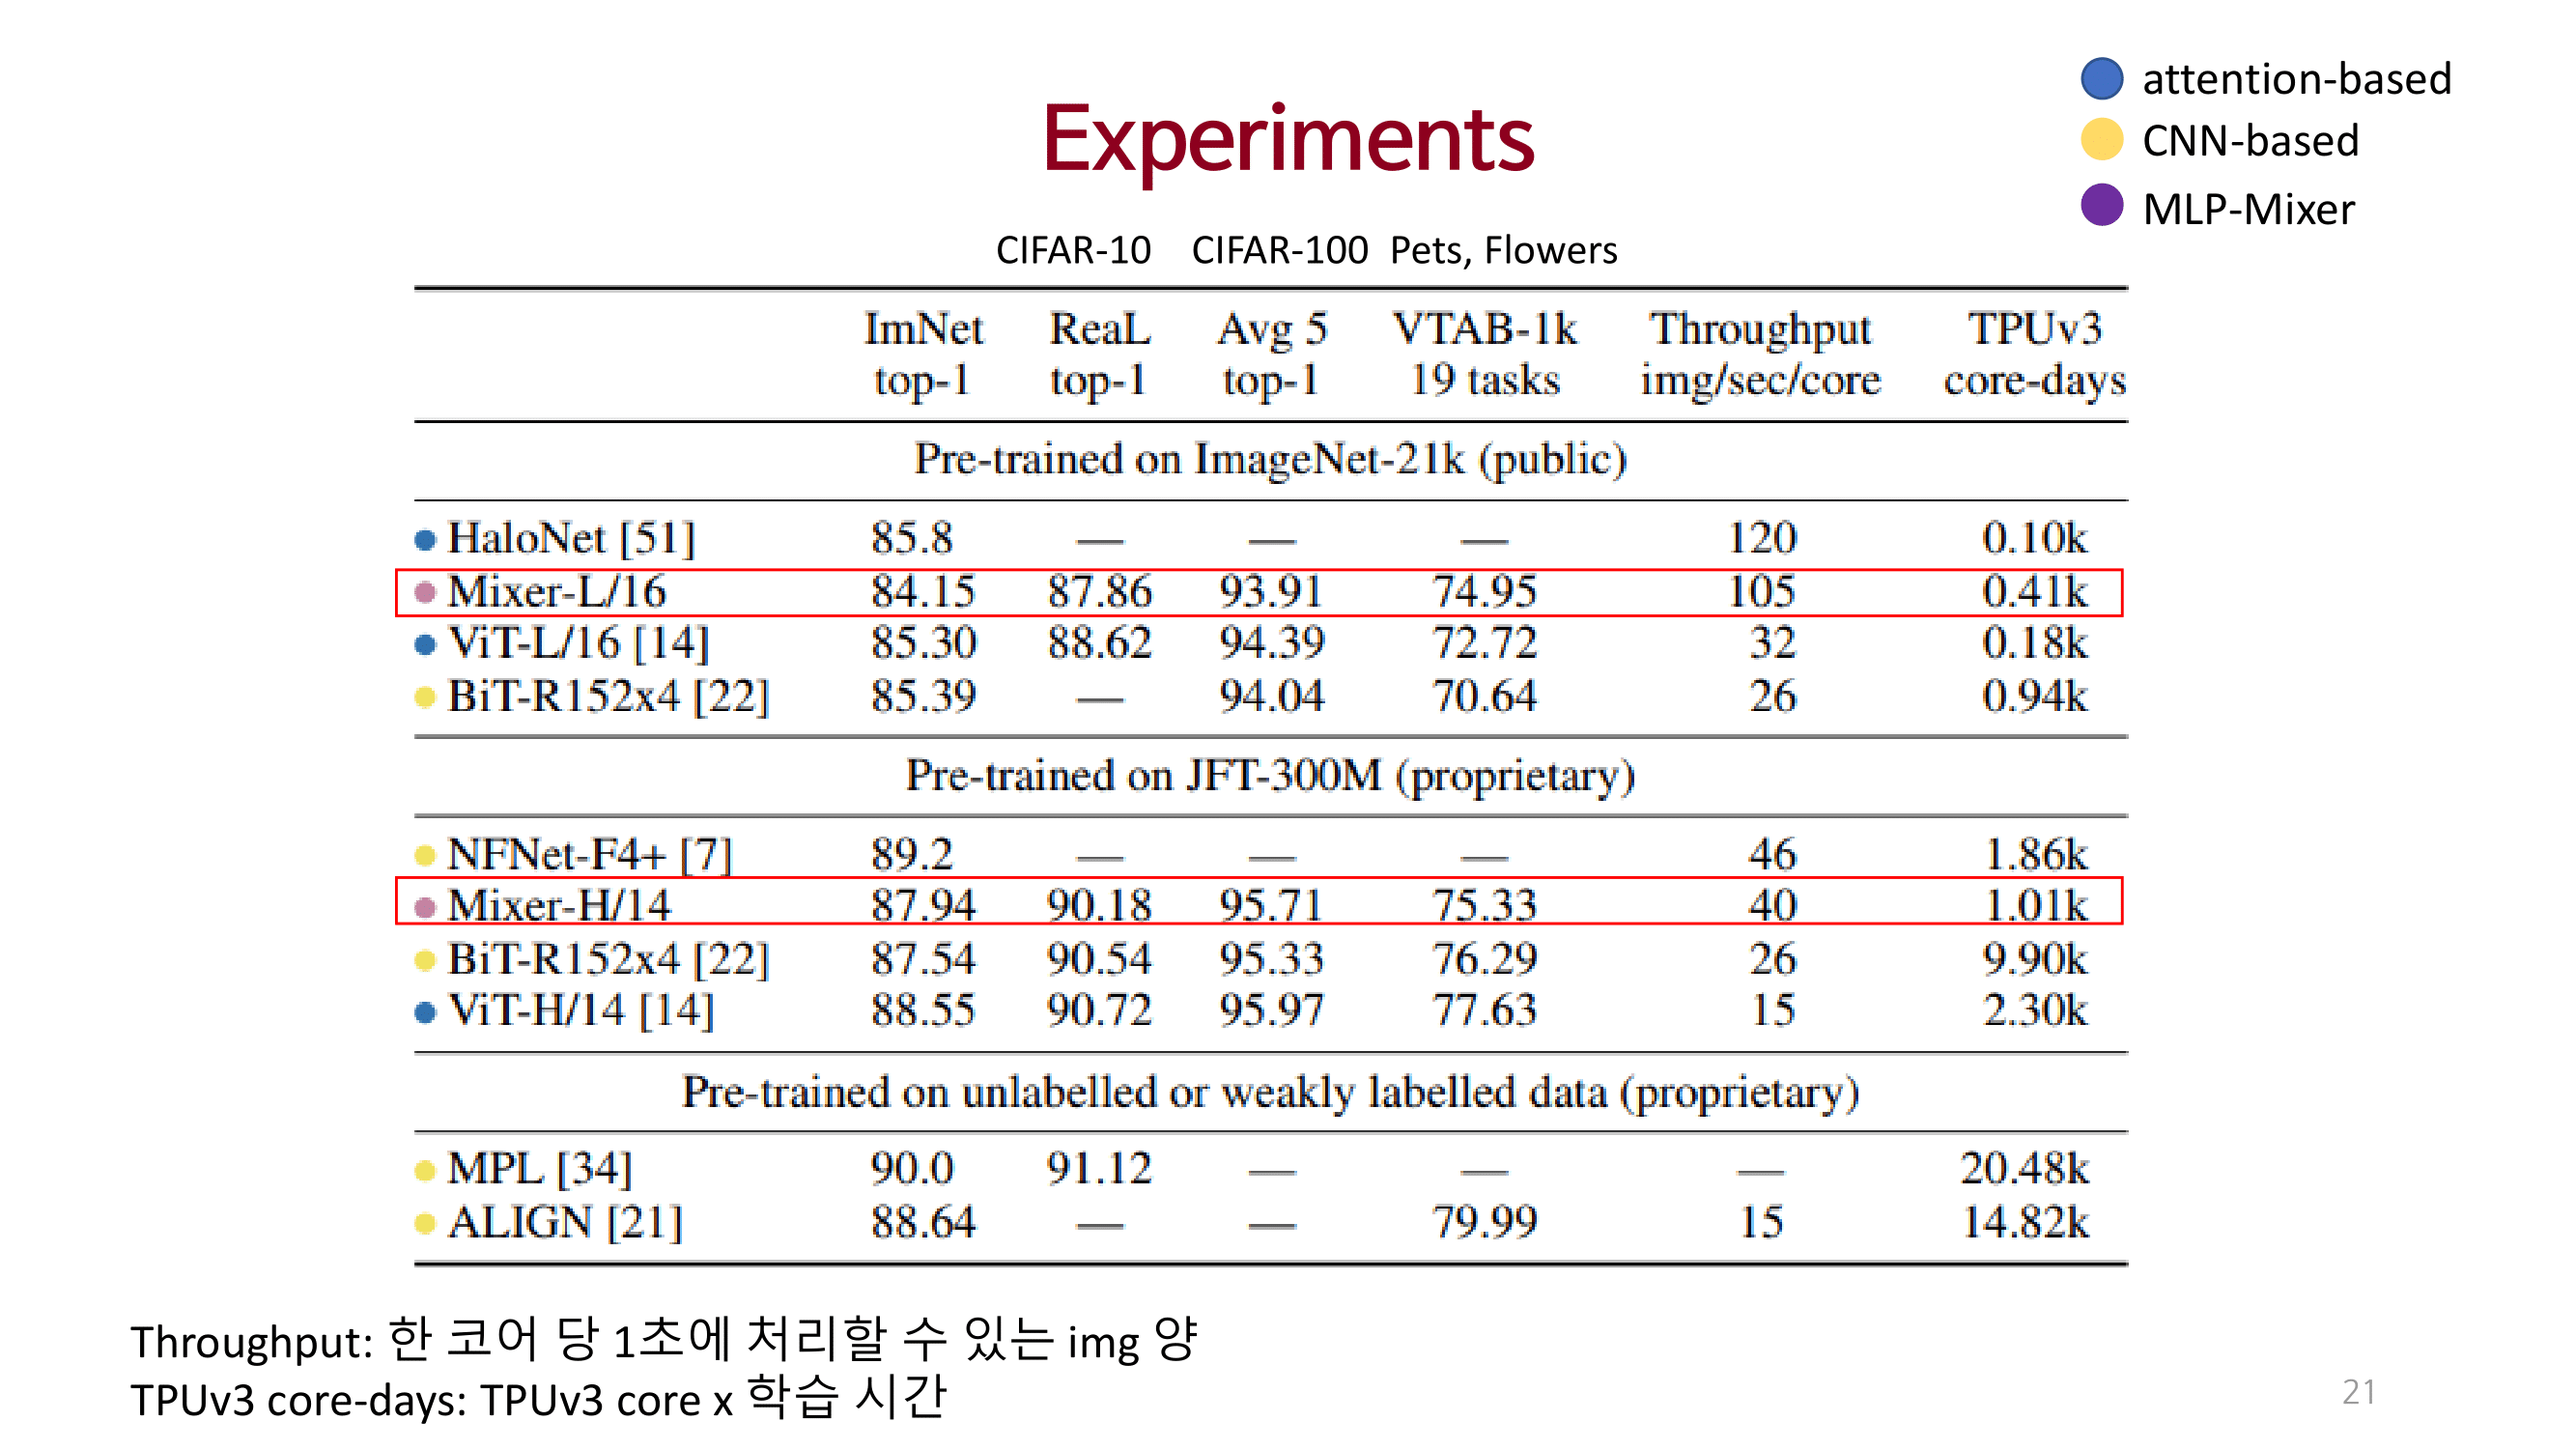 Experiments
attention-based
CNN-based
MLP-Mixer
CIFAR-10 CIFAR-100 Pets, Flowers
ImNet ReaL Avg 5 VTAB-1k Throughput TPUv3
top-1 top-1 top-1 19 tasks img/sec/core core-days
Pre-trained on ImageNet-21k (public)
HaloNet [51] 85.8 — — — 120 0.10k
Mixer-L/16 84.15 87.86 93.91 74.95 105 0.41k
ViT-L/16 [14] 85.30 88.62 94.39 72.72 32 0.18k
BiT-R152x4 [22] 85.39 — 94.04 70.64 26 0.94k
Pre-trained on JFT-300M (proprietary)
NFNet-F4+ [7] 89.2 — — — 46 1.86k
Mixer-H/14 87.94 90.18 95.71 75.33 40 1.01k
BiT-R152x4 [22] 87.54 90.54 95.33 76.29 26 9.90k
ViT-H/14 [14] 88.55 90.72 95.97 77.63 15 2.30k
Pre-trained on unlabelled or weakly labelled data (proprietary)
MPL [34] 90.0 91.12 — — — 20.48k
ALIGN [21] 88.64 — — 79.99 15 14.82k
Throughput: 한 코어 당 1초에 처리할 수 있는 img 양
TPUv3 core-days: TPUv3 core x 학습 시간
21